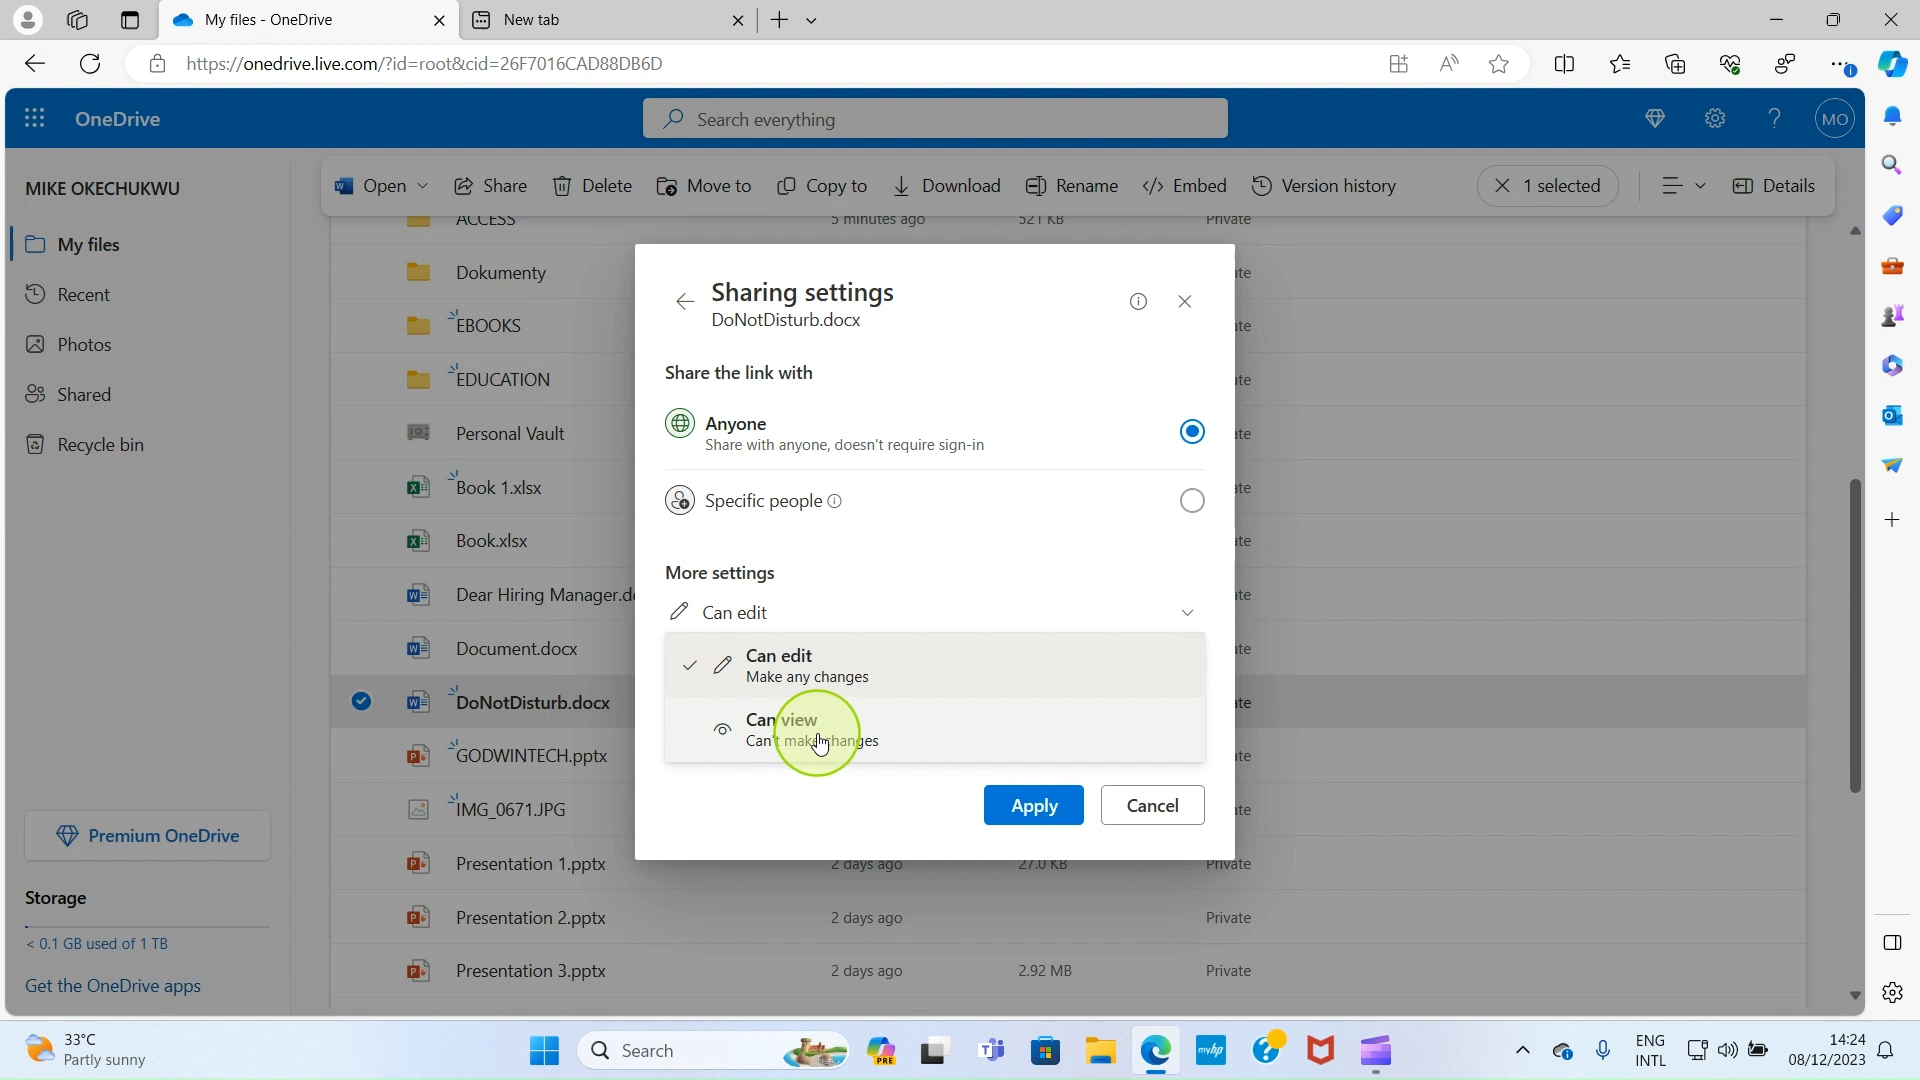 My files - OneDrive
New tab
https://onedrive.live.com/?id=root&cid=26F7016CAD88DB6D
OneDrive
Search everything
MO
MIKE OKECHUKWU
Open
Share
Delete
Move to
Copy to
Download
Rename
Embed
Version history
1 selected
Details
My files
Recent
Photos
Shared
Recycle bin
Premium OneDrive
Storage
< 0.1 GB used of 1 TB
Get the OneDrive apps
ACCESS 5 minutes ago 521 KB Private
Dokumenty
EBOOKS
EDUCATION
Personal Vault
Book 1.xlsx
Book.xlsx
Dear Hiring Manager.do
Document.docx
DoNotDisturb.docx
GODWINTECH.pptx
IMG_0671.JPG
Presentation 1.pptx 2 days ago 27.0 KB Private
Presentation 2.pptx 2 days ago Private
Presentation 3.pptx 2 days ago 2.92 MB Private
Sharing settings
DoNotDisturb.docx
Share the link with
Anyone
Share with anyone, doesn't require sign-in
Specific people
More settings
Can edit
Can edit
Make any changes
Can view
Can't make changes
Apply
Cancel
33°C
Partly sunny
Search
PRE
myhp
ENG
INTL
14:24
08/12/2023